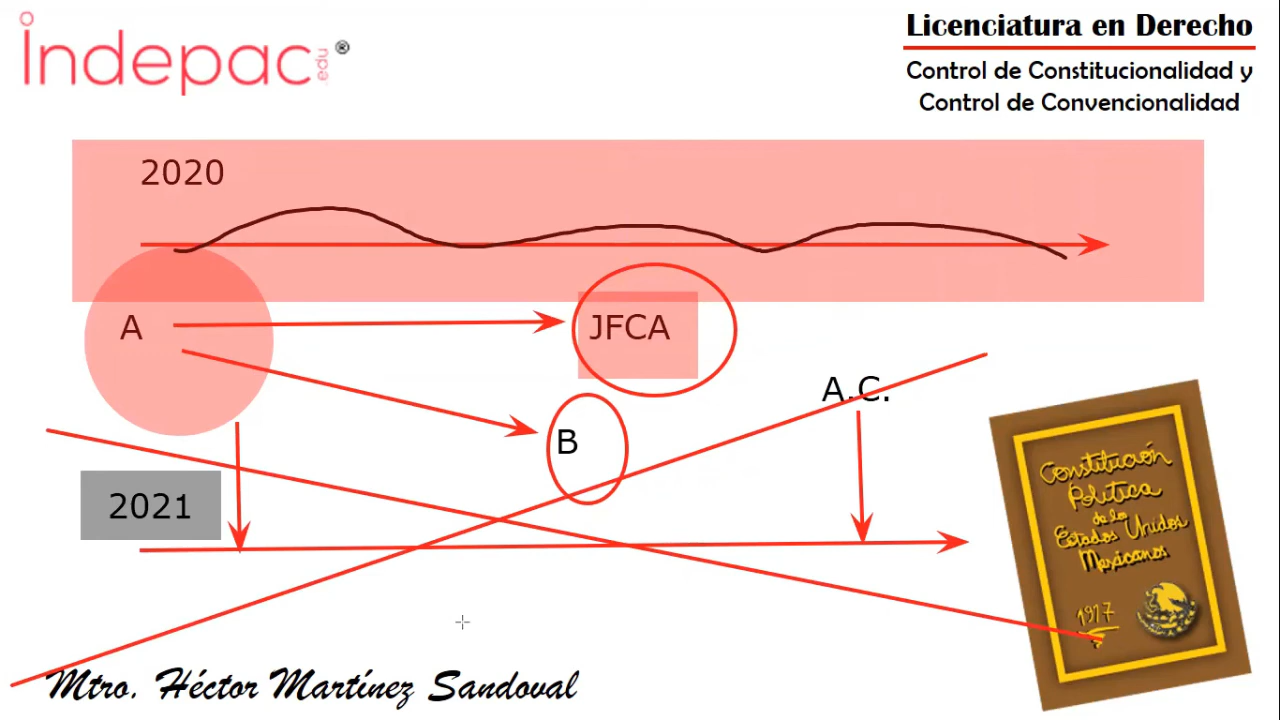 indepac.edu®
Licenciatura en Derecho
Control de Constitucionalidad y
Control de Convencionalidad
2020
A
JFCA
A.C.
B
2021
Constitución
Política
de los
Estados Unidos
Mexicanos
1917
Mtro. Héctor Martínez Sandoval